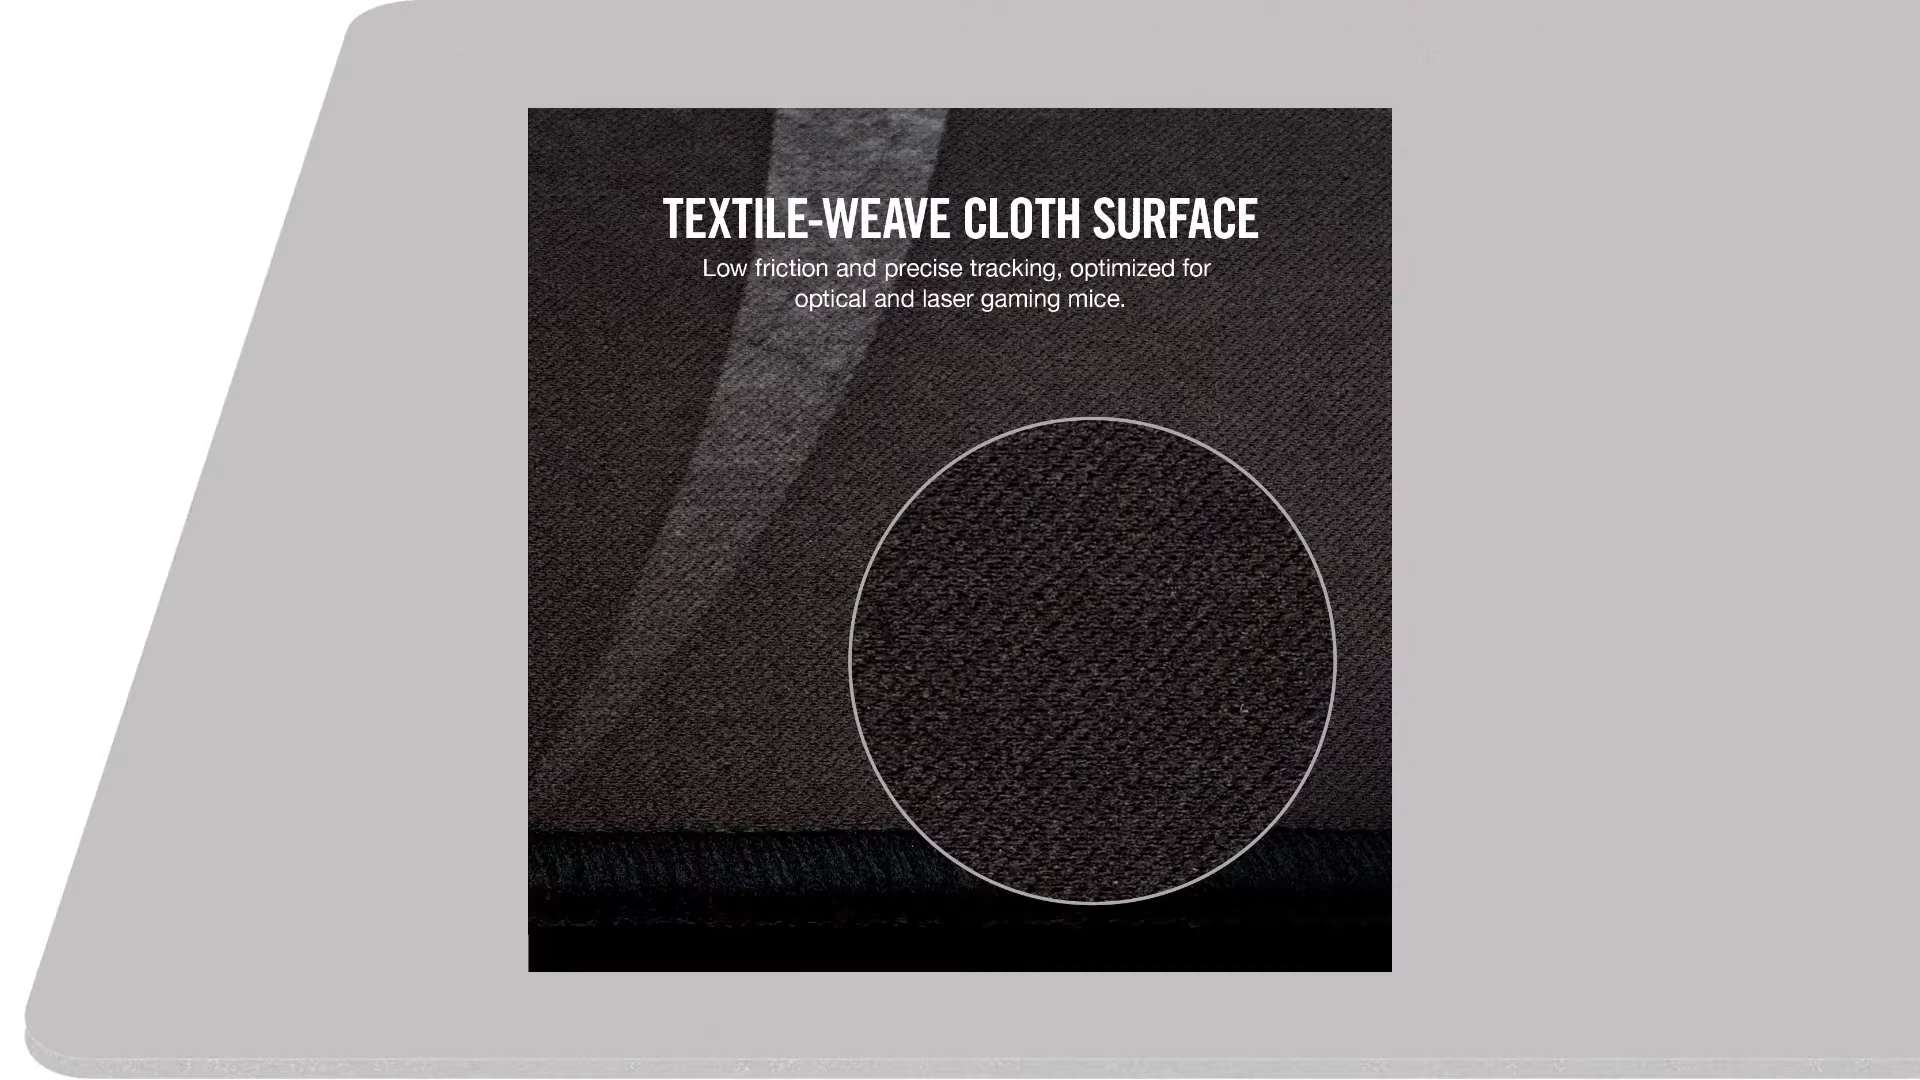 TEXTILE-WEAVE CLOTH SURFACE
Low friction and precise tracking, optimized for
optical and laser gaming mice.